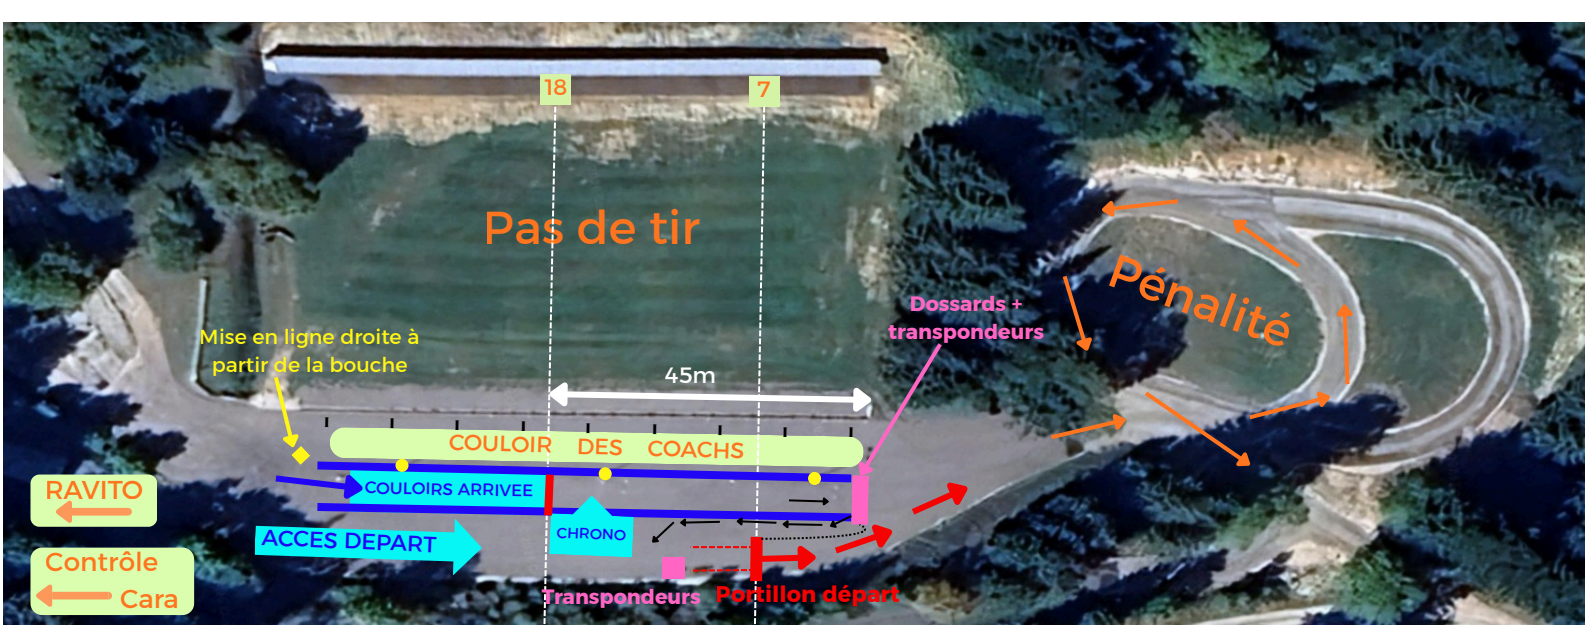 18
7
Pas de tir
Pénalité
Dossards +
transpondeurs
Mise en ligne droite à
partir de la bouche
45m
COULOIR DES COACHS
RAVITO
COULOIRS ARRIVEE
CHRONO
ACCES DEPART
Contrôle
Cara
Transpondeurs
Portillon départ